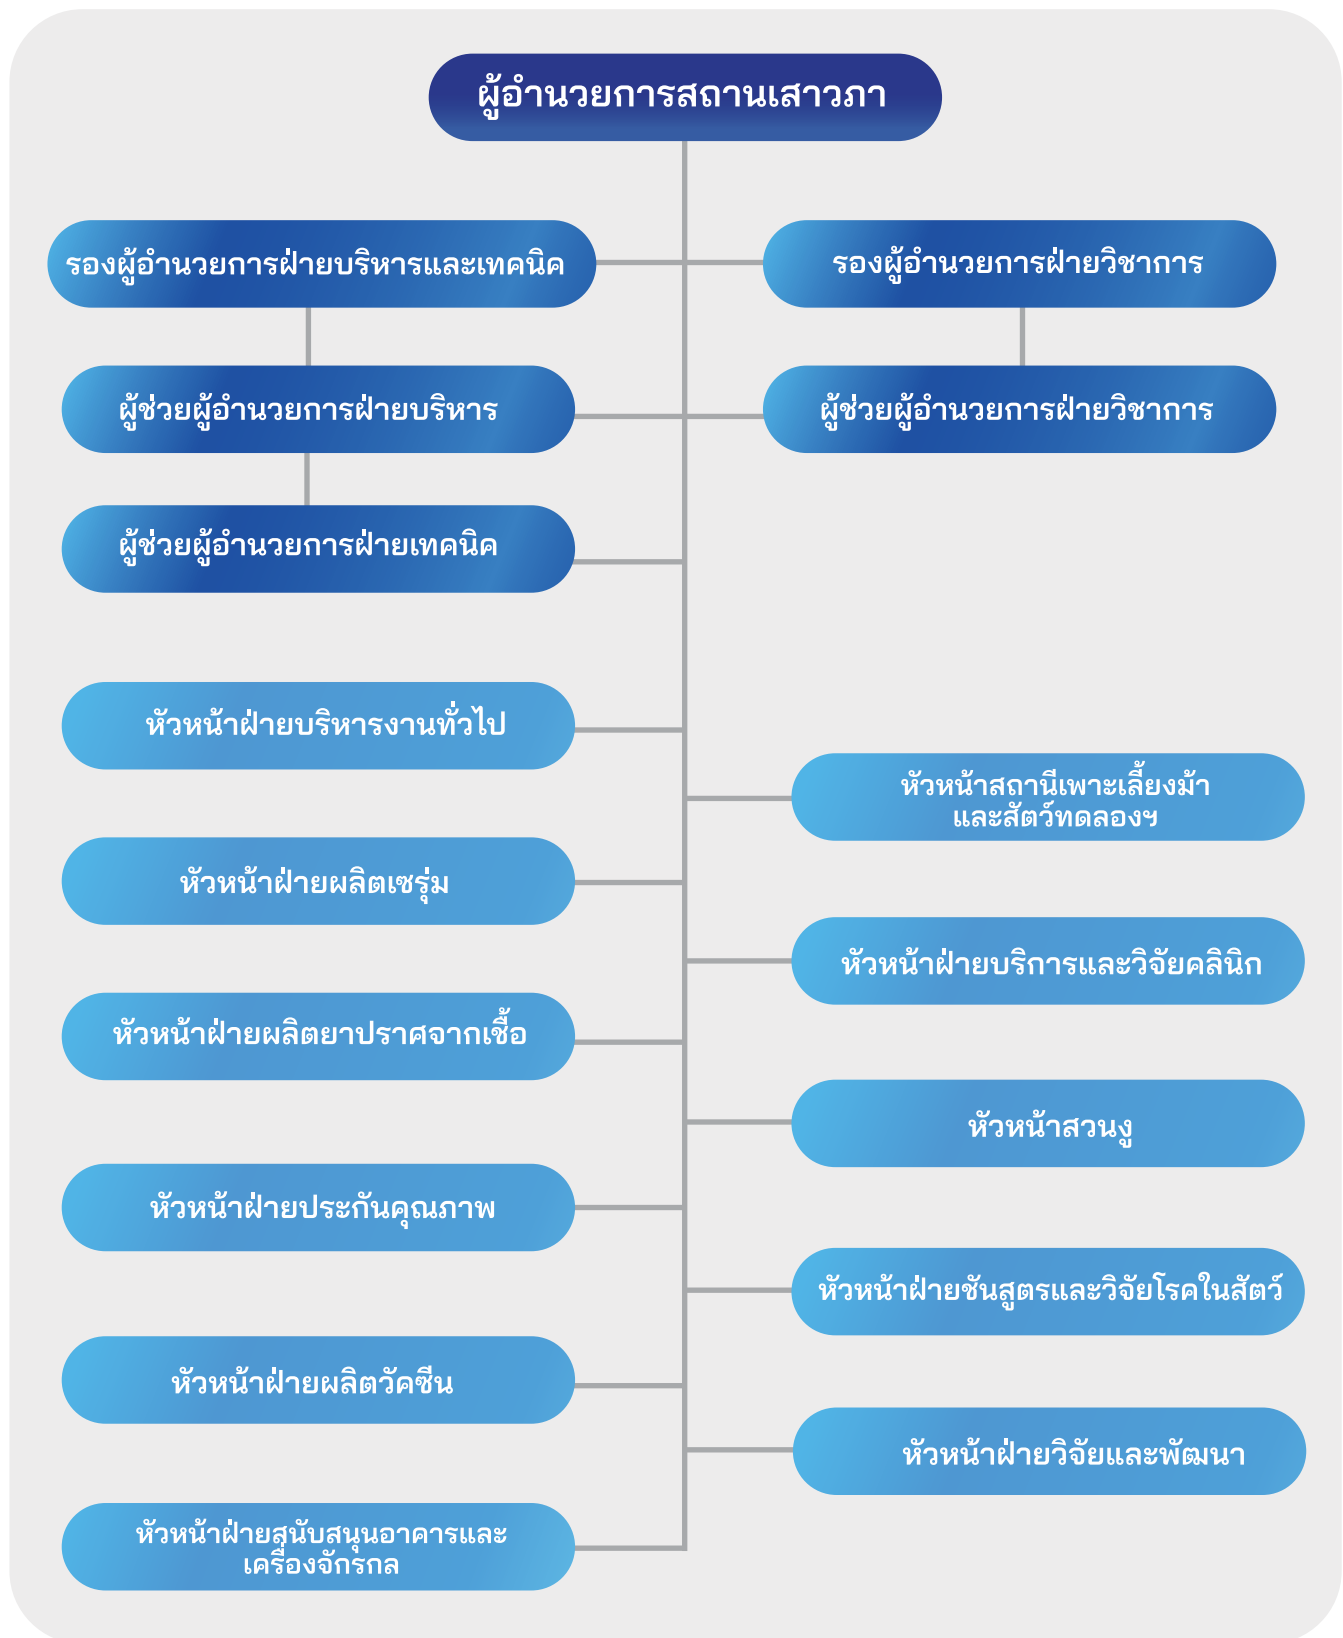 ผู้อำนวยการสถานเสาวภา
รองผู้อำนวยการฝ่ายบริหารและเทคนิค
รองผู้อำนวยการฝ่ายวิชาการ
ผู้ช่วยผู้อำนวยการฝ่ายบริหาร
ผู้ช่วยผู้อำนวยการฝ่ายวิชาการ
ผู้ช่วยผู้อำนวยการฝ่ายเทคนิค
หัวหน้าฝ่ายบริหารงานทั่วไป
หัวหน้าสถานีเพาะเลี้ยงม้า
และสัตว์ทดลองฯ
หัวหน้าฝ่ายผลิตเซรุ่ม
หัวหน้าฝ่ายบริการและวิจัยคลินิก
หัวหน้าฝ่ายผลิตยาปราศจากเชื้อ
หัวหน้าสวนงู
หัวหน้าฝ่ายประกันคุณภาพ
หัวหน้าฝ่ายชันสูตรและวิจัยโรคในสัตว์
หัวหน้าฝ่ายผลิตวัคซีน
หัวหน้าฝ่ายวิจัยและพัฒนา
หัวหน้าฝ่ายสนับสนุนอาคารและ
เครื่องจักรกล